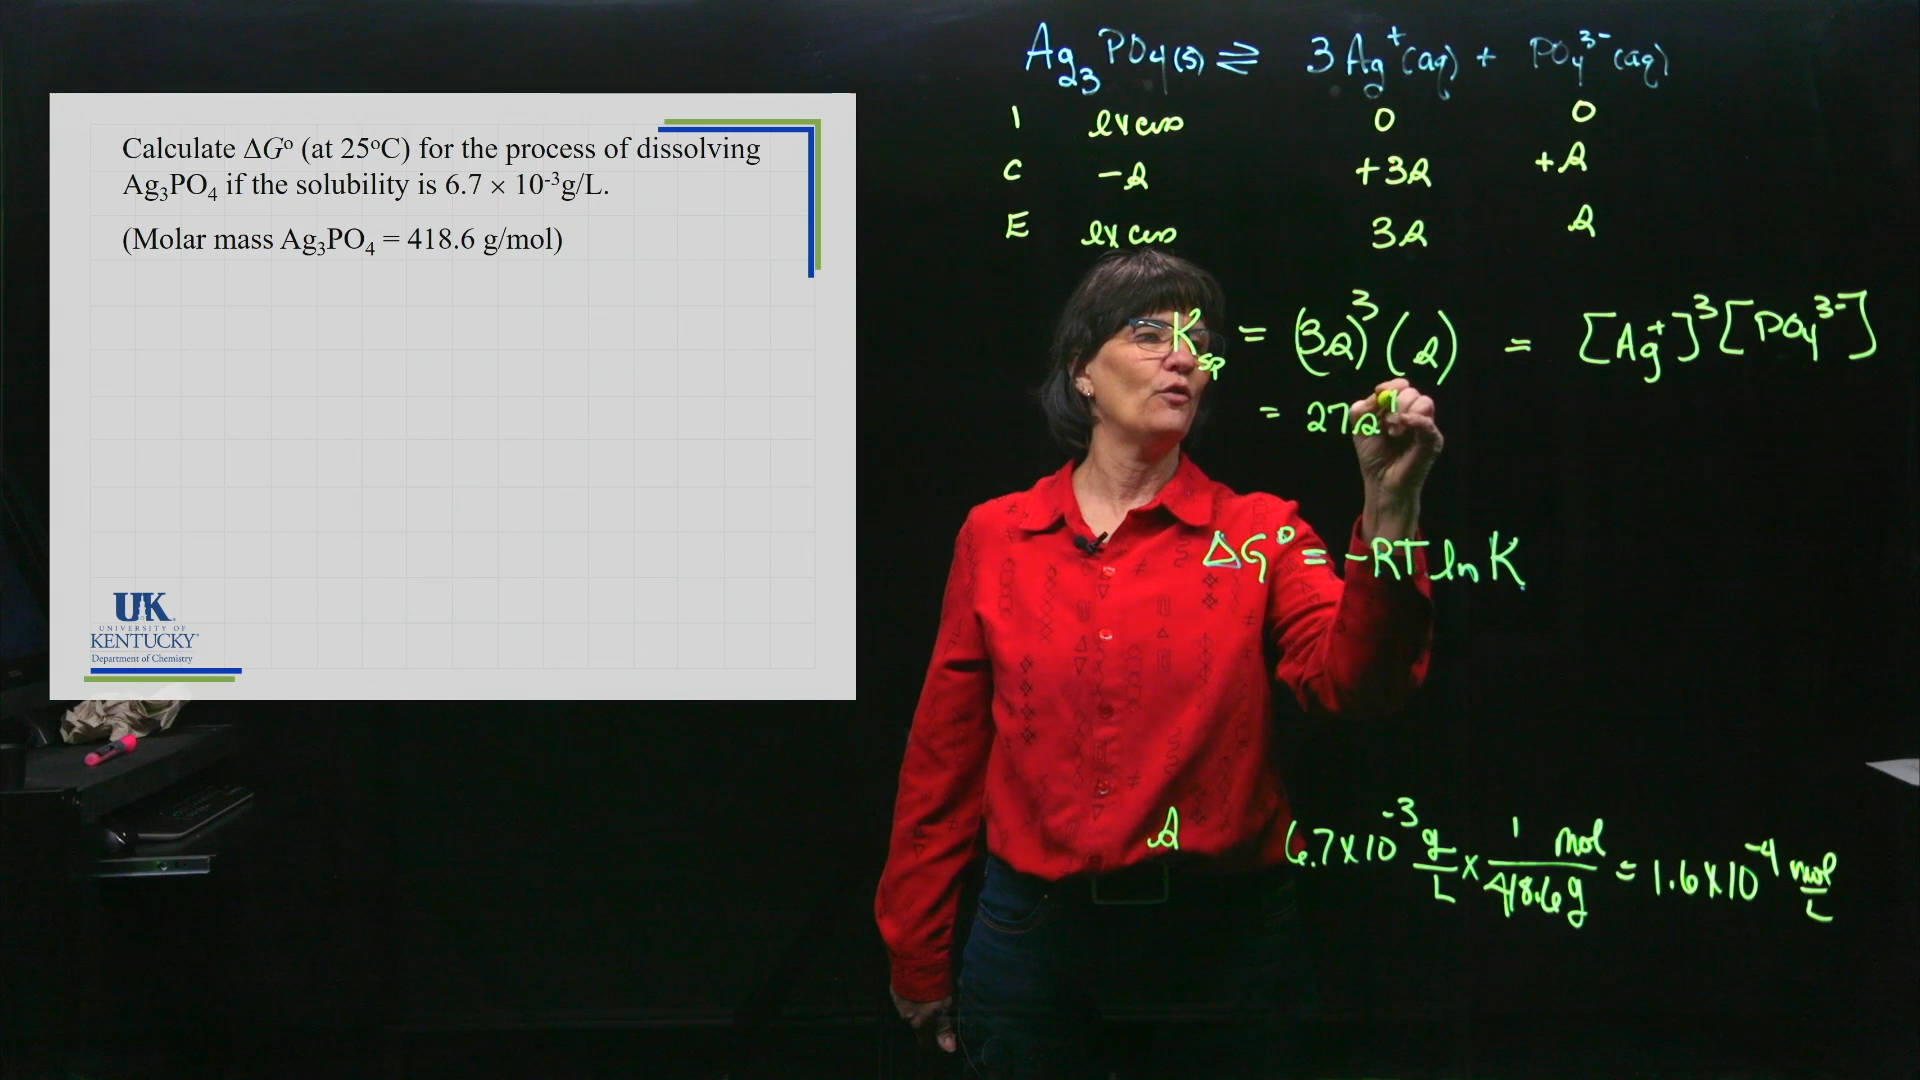 Calculate ΔG° (at 25°C) for the process of dissolving
Ag₃PO₄ if the solubility is 6.7 × 10⁻³g/L.
(Molar mass Ag₃PO₄ = 418.6 g/mol)
UK
UNIVERSITY OF
KENTUCKY
Department of Chemistry
Ag₃PO₄(s) ⇌ 3Ag⁺(aq) + PO₄³⁻(aq)
I excess 0 0
C -s +3s +s
E excess 3s s
Ksp = (3s)³(s) = [Ag⁺]³[PO₄³⁻]
= 27s⁴
ΔG° = -RT ln K
s 6.7×10⁻³ g/L × 1 mol/418.6g = 1.6×10⁻⁴ mol/L